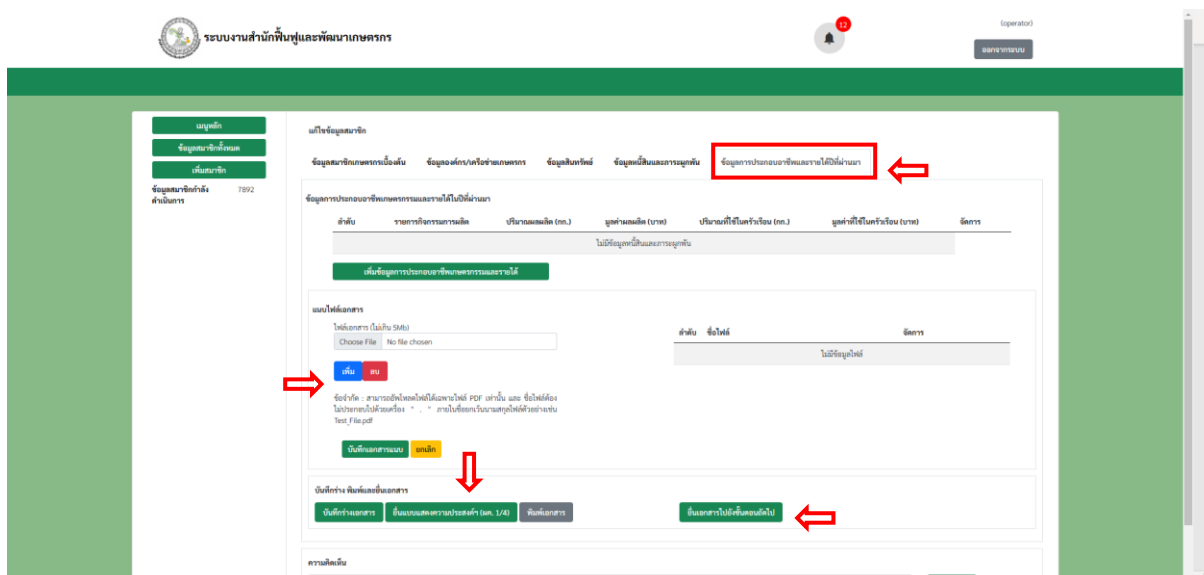 12
(operator)
ระบบงานสำนักฟื้นฟูและพัฒนาเกษตรกร
ออกจากระบบ
เมนูหลัก
ข้อมูลสมาชิกทั้งหมด
เพิ่มสมาชิก
ข้อมูลสมาชิกกำลังดำเนินการ 7892
แก้ไขข้อมูลสมาชิก
ข้อมูลสมาชิกเกษตรกรเบื้องต้น ข้อมูลองค์กร/เครือข่ายเกษตรกร ข้อมูลสินทรัพย์ ข้อมูลหนี้สินและภาระผูกพัน ข้อมูลการประกอบอาชีพและรายได้ปีที่ผ่านมา
ข้อมูลการประกอบอาชีพเกษตรกรรมและรายได้ในปีที่ผ่านมา
ลำดับ รายการกิจกรรมการผลิต ปริมาณผลผลิต (กก.) มูลค่าผลผลิต (บาท) ปริมาณที่ใช้ในครัวเรือน (กก.) มูลค่าที่ใช้ในครัวเรือน (บาท) จัดการ
ไม่มีข้อมูลหนี้สินและภาระผูกพัน
เพิ่มข้อมูลการประกอบอาชีพเกษตรกรรมและรายได้
แนบไฟล์เอกสาร
ไฟล์เอกสาร (ไม่เกิน 5Mb)
Choose File No file chosen
ลำดับ ชื่อไฟล์ จัดการ
ไม่มีข้อมูลไฟล์
เพิ่ม ลบ
ข้อจำกัด : สามารถอัพโหลดไฟล์ได้เฉพาะไฟล์ PDF เท่านั้น และ ชื่อไฟล์ต้อง
ไม่ประกอบไปด้วยเครื่อง " . " ภายในชื่อยกเว้นนามสกุลไฟล์ตัวอย่างเช่น
Test_File.pdf
บันทึกเอกสารแนบ ยกเลิก
บันทึกร่าง พิมพ์และยื่นเอกสาร
บันทึกร่างเอกสาร ยื่นแบบแสดงความประสงค์ฯ (ผค. 1/4) พิมพ์เอกสาร ยื่นเอกสารไปยังขั้นตอนถัดไป
ความคิดเห็น